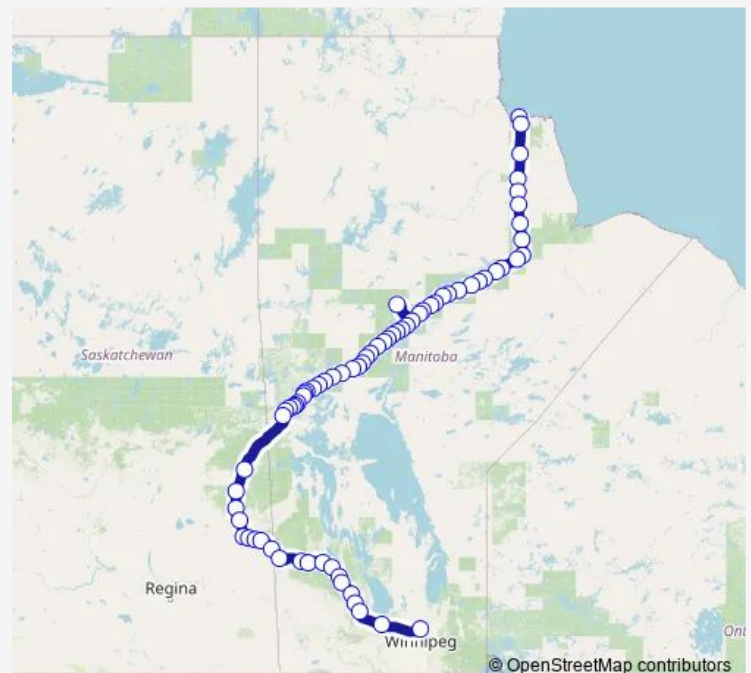 Saskatchewan
Manitoba
Regina
Winnipeg
Ont
© OpenStreetMap contributors